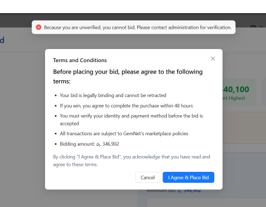 Because you are unverified, you cannot bid. Please contact administration for verification.
Terms and Conditions
Before placing your bid, please agree to the following
terms:
• Your bid is legally binding and cannot be retracted
• If you win, you agree to complete the purchase within 48 hours
• You must verify your identity and payment method before the bid is
accepted
• All transactions are subject to GemNet's marketplace policies
• Bidding amount: 346,902
By clicking "I Agree & Place Bid", you acknowledge that you have read and
agree to these terms.
Cancel
I Agree & Place Bid
40,100
nt Highest